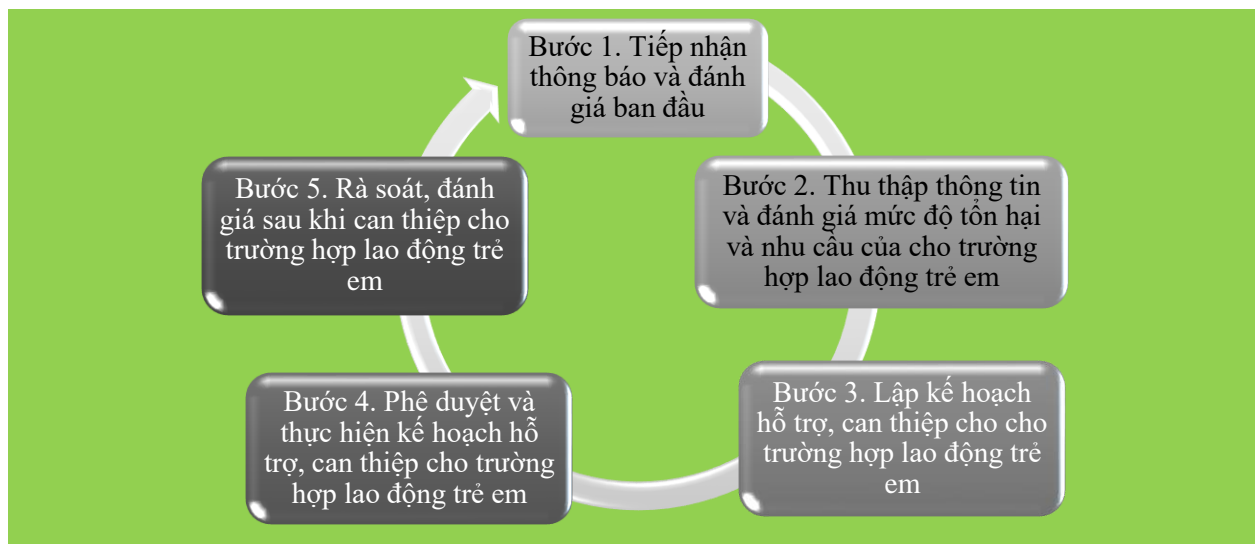 Bước 1. Tiếp nhận
thông báo và đánh
giá ban đầu
Bước 2. Thu thập thông tin
và đánh giá mức độ tổn hại
và nhu cầu của cho trường
hợp lao động trẻ em
Bước 3. Lập kế hoạch
hỗ trợ, can thiệp cho cho
trường hợp lao động trẻ
em
Bước 4. Phê duyệt và
thực hiện kế hoạch hỗ
trợ, can thiệp cho trường
hợp lao động trẻ em
Bước 5. Rà soát, đánh
giá sau khi can thiệp cho
trường hợp lao động trẻ
em